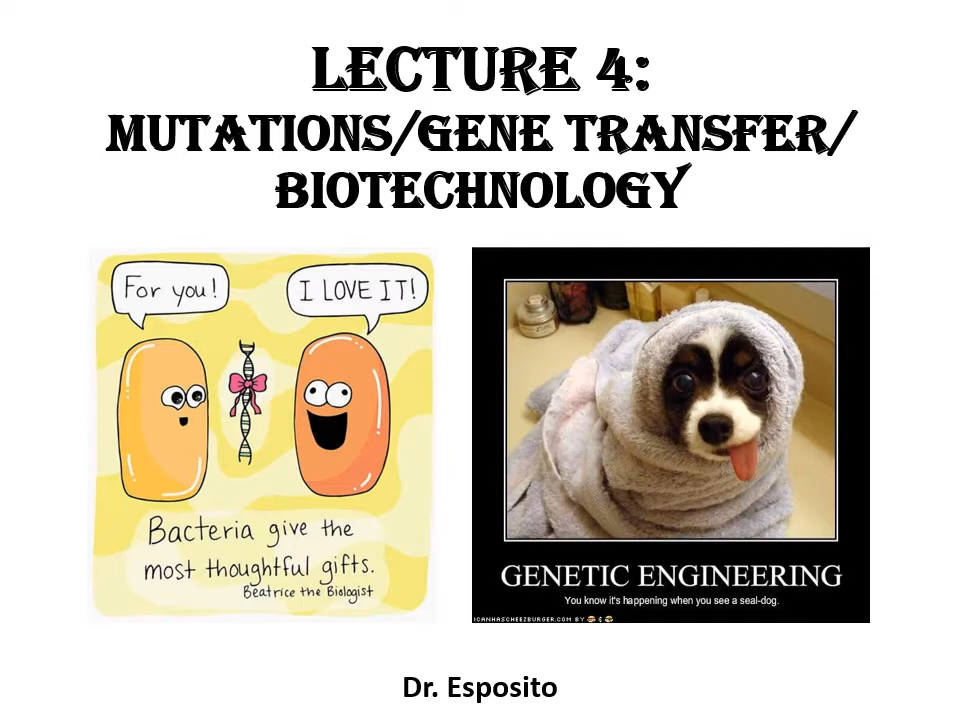 LECTURE 4:
MUTATIONS/GENE TRANSFER/
BIOTECHNOLOGY
For you!
I LOVE IT!
Bacteria give the
most thoughtful gifts.
Beatrice the Biologist
GENETIC ENGINEERING
You know it's happening when you see a seal-dog.
ICANHASCHEEZBURGER.COM BY
Dr. Esposito